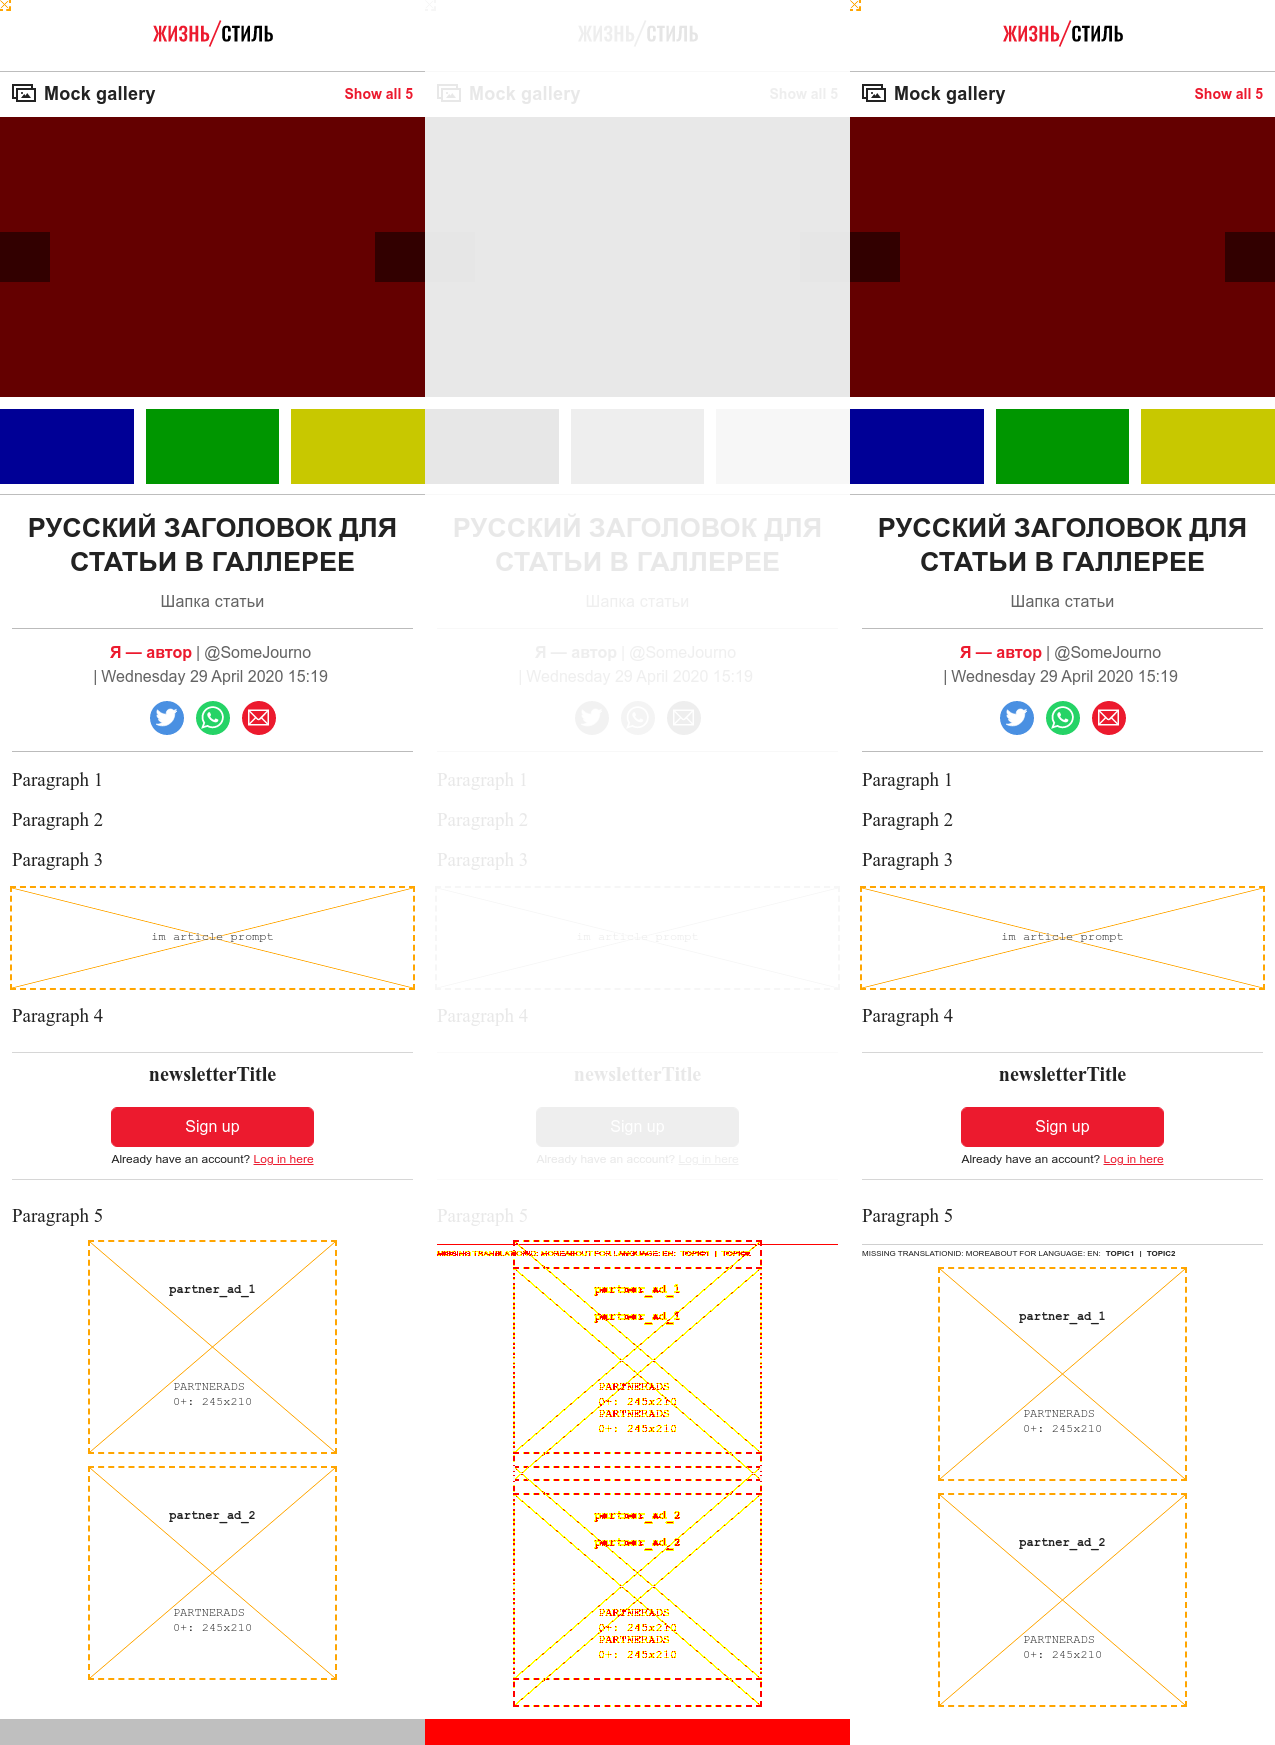 ЖИЗНЬ/СТИЛЬ
Mock gallery
Show all 5
РУССКИЙ ЗАГОЛОВОК ДЛЯ
СТАТЬИ В ГАЛЛЕРЕЕ
Шапка статьи
Я — автор | @SomeJourno
| Wednesday 29 April 2020 15:19
Paragraph 1
Paragraph 2
Paragraph 3
im article prompt
Paragraph 4
newsletterTitle
Sign up
Already have an account? Log in here
Paragraph 5
partner_ad_1
PARTNERADS
0+: 245x210
partner_ad_2
PARTNERADS
0+: 245x210
ЖИЗНЬ/СТИЛЬ
Mock gallery
Show all 5
РУССКИЙ ЗАГОЛОВОК ДЛЯ
СТАТЬИ В ГАЛЛЕРЕЕ
Шапка статьи
Я — автор | @SomeJourno
| Wednesday 29 April 2020 15:19
Paragraph 1
Paragraph 2
Paragraph 3
im article prompt
Paragraph 4
newsletterTitle
Sign up
Already have an account? Log in here
Paragraph 5
partner_ad_1
partner_ad_1
PARTNERADS
0+: 245x210
PARTNERADS
0+: 245x210
partner_ad_2
partner_ad_2
PARTNERADS
0+: 245x210
PARTNERADS
0+: 245x210
ЖИЗНЬ/СТИЛЬ
Mock gallery
Show all 5
РУССКИЙ ЗАГОЛОВОК ДЛЯ
СТАТЬИ В ГАЛЛЕРЕЕ
Шапка статьи
Я — автор | @SomeJourno
| Wednesday 29 April 2020 15:19
Paragraph 1
Paragraph 2
Paragraph 3
im article prompt
Paragraph 4
newsletterTitle
Sign up
Already have an account? Log in here
Paragraph 5
MISSING TRANSLATIONID: MOREABOUT FOR LANGUAGE: EN: TOPIC1 | TOPIC2
partner_ad_1
PARTNERADS
0+: 245x210
partner_ad_2
PARTNERADS
0+: 245x210